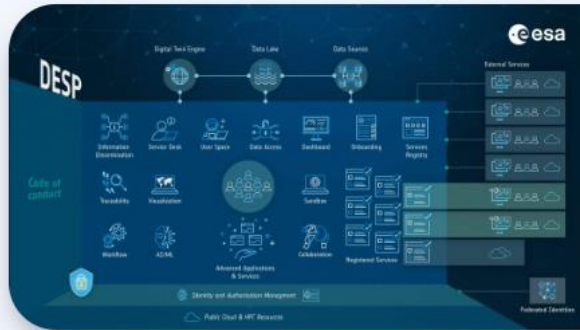 esa
Digital Twin Engine
Data Lake
Data Sources
External Services
DESP
Information
Dissemination
Service Desk
User Space
Data Access
Dashboard
Onboarding
Services
Registry
Code of
conduct
Traceability
Visualization
Sandbox
Workflow
AI/ML
Advanced Applications
& Services
Collaboration
Registered Services
Identity and Authorisation Management
Public Cloud & HPC Resources
Federated Identities